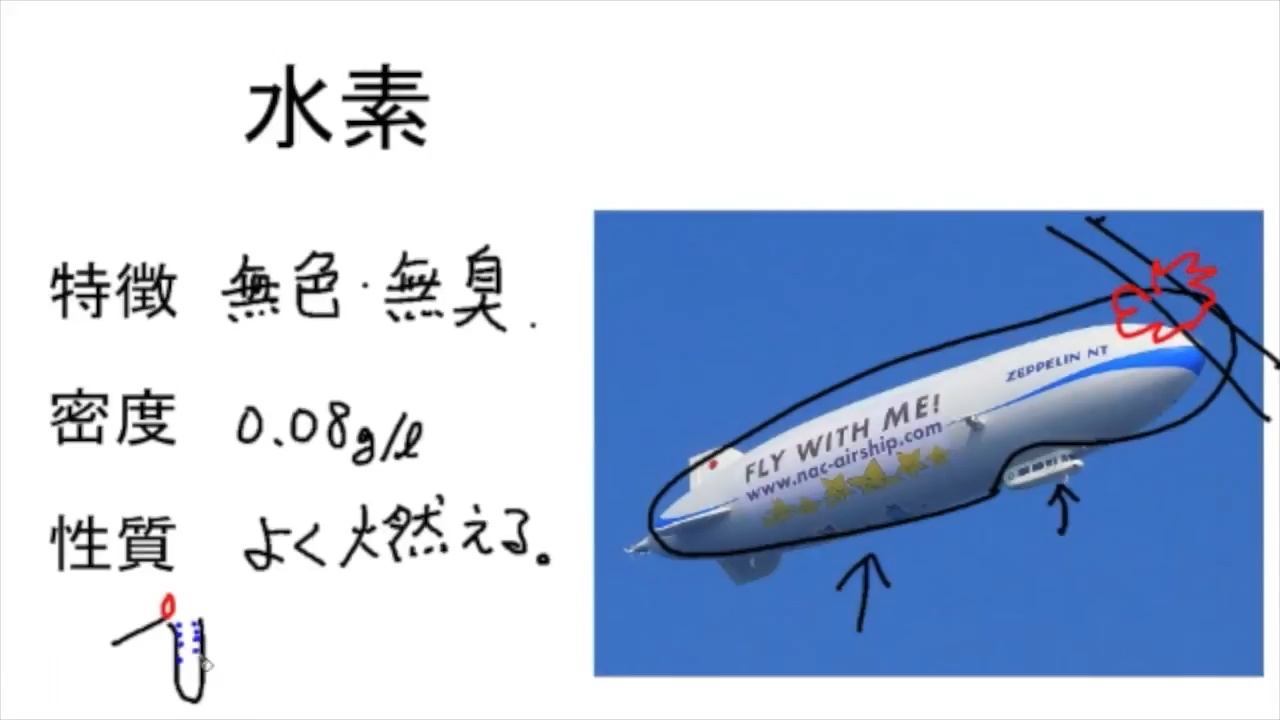 水素
特徴 無色・無臭.
密度 0.08g/l
性質 よく燃える。
ZEPPELIN NT
FLY WITH ME!
www.nac-airship.com